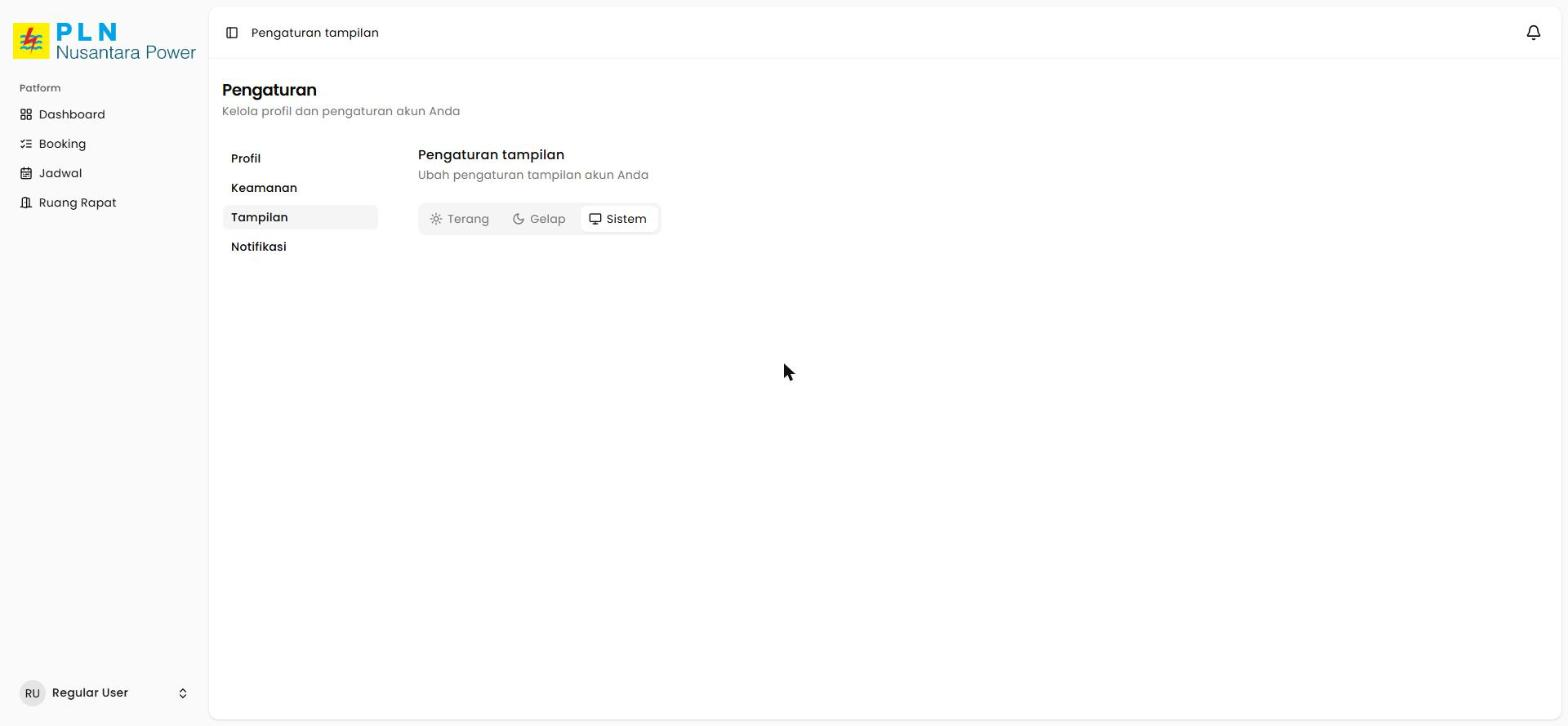 PLN
Nusantara Power
Patform
Dashboard
Booking
Jadwal
Ruang Rapat
RU Regular User
Pengaturan tampilan
Pengaturan
Kelola profil dan pengaturan akun Anda
Profil
Keamanan
Tampilan
Notifikasi
Pengaturan tampilan
Ubah pengaturan tampilan akun Anda
Terang Gelap Sistem